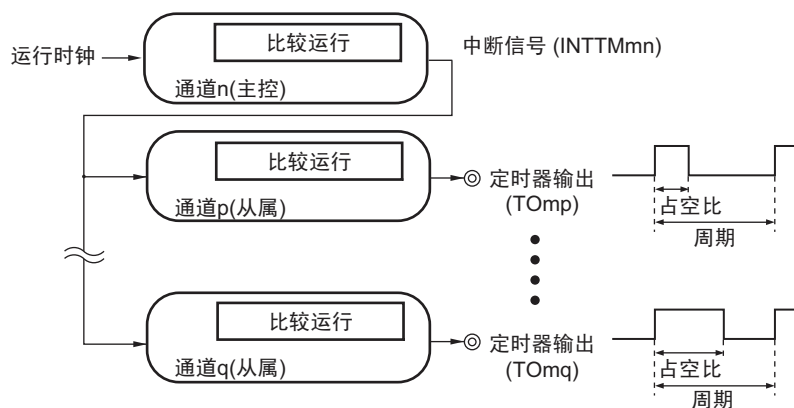 比较运行
运行时钟
中断信号 (INTTMmn)
通道n(主控)
比较运行
通道p(从属)
定时器输出
(TOmp)
占空比
周期
比较运行
通道q(从属)
定时器输出
(TOmq)
占空比
周期